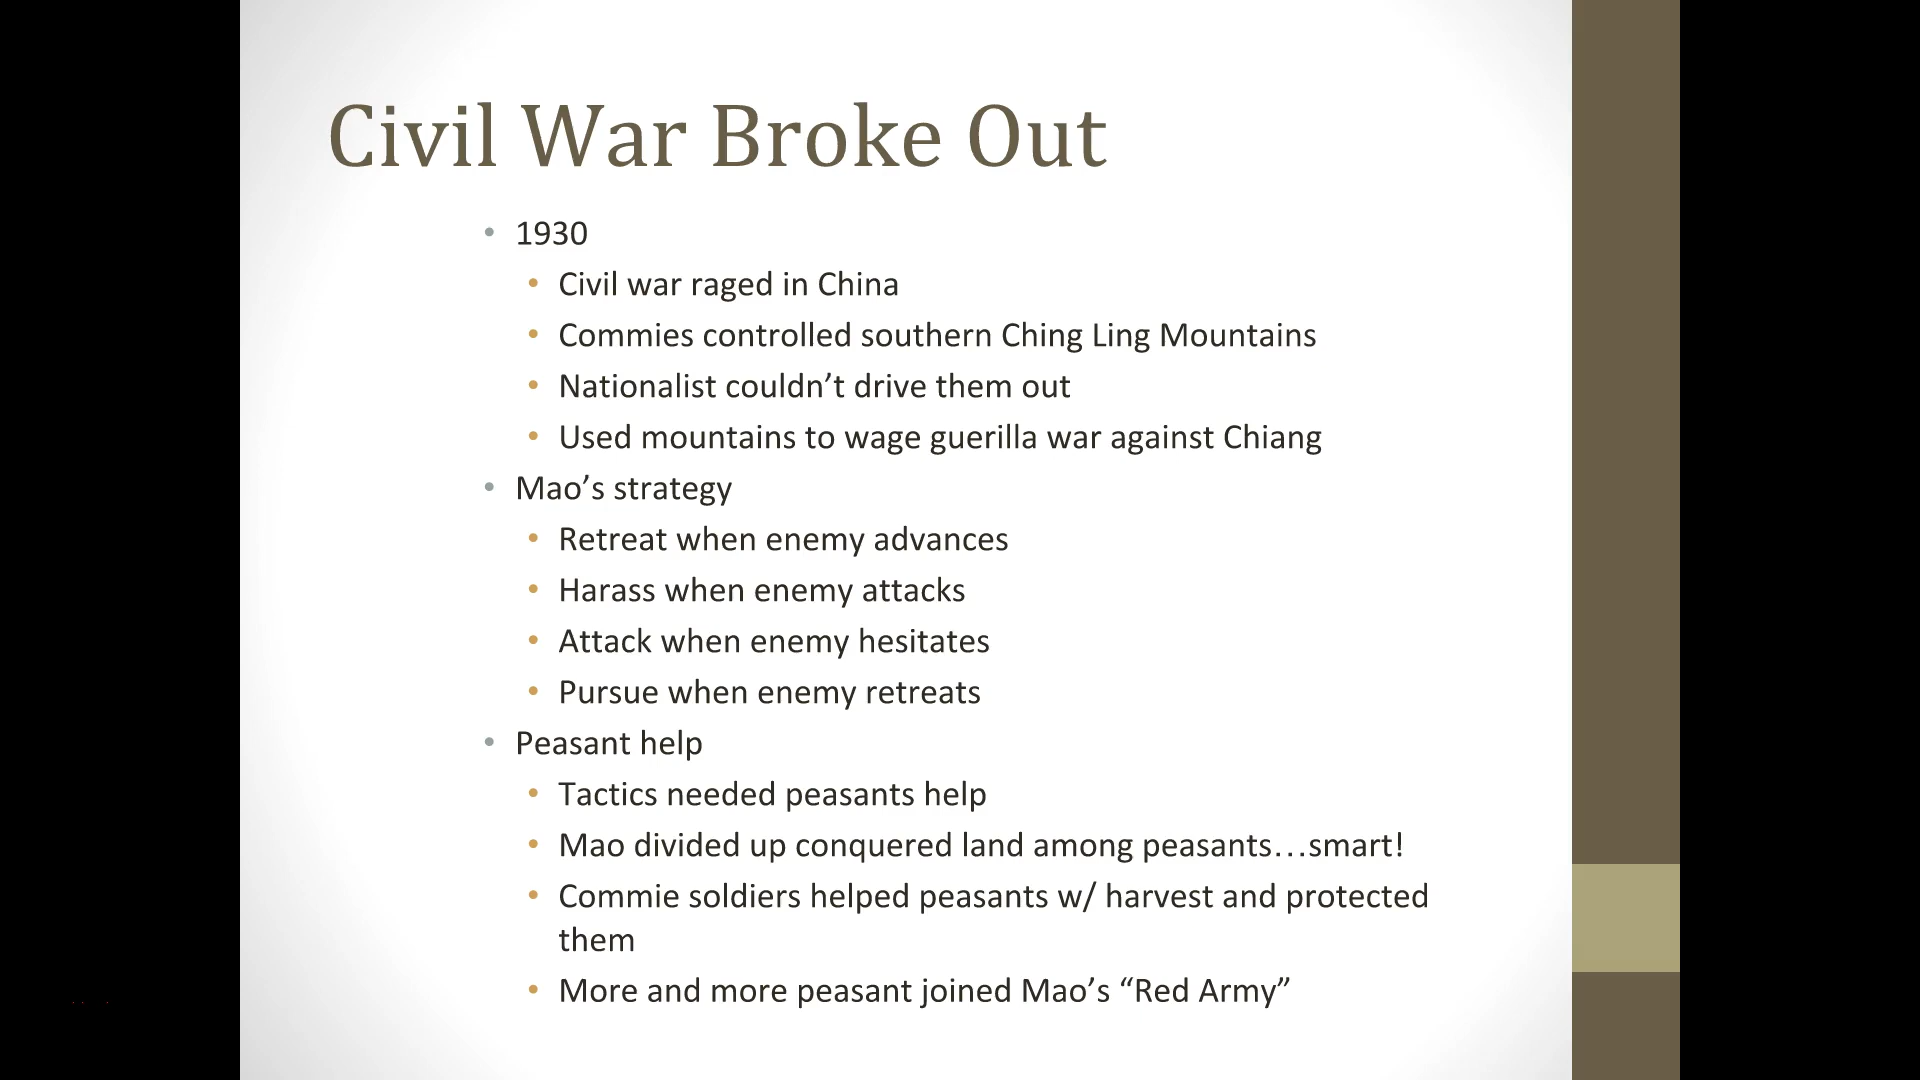 Civil War Broke Out
• 1930
• Civil war raged in China
• Commies controlled southern Ching Ling Mountains
• Nationalist couldn’t drive them out
• Used mountains to wage guerilla war against Chiang
• Mao’s strategy
• Retreat when enemy advances
• Harass when enemy attacks
• Attack when enemy hesitates
• Pursue when enemy retreats
• Peasant help
• Tactics needed peasants help
• Mao divided up conquered land among peasants…smart!
• Commie soldiers helped peasants w/ harvest and protected
them
• More and more peasant joined Mao’s “Red Army”